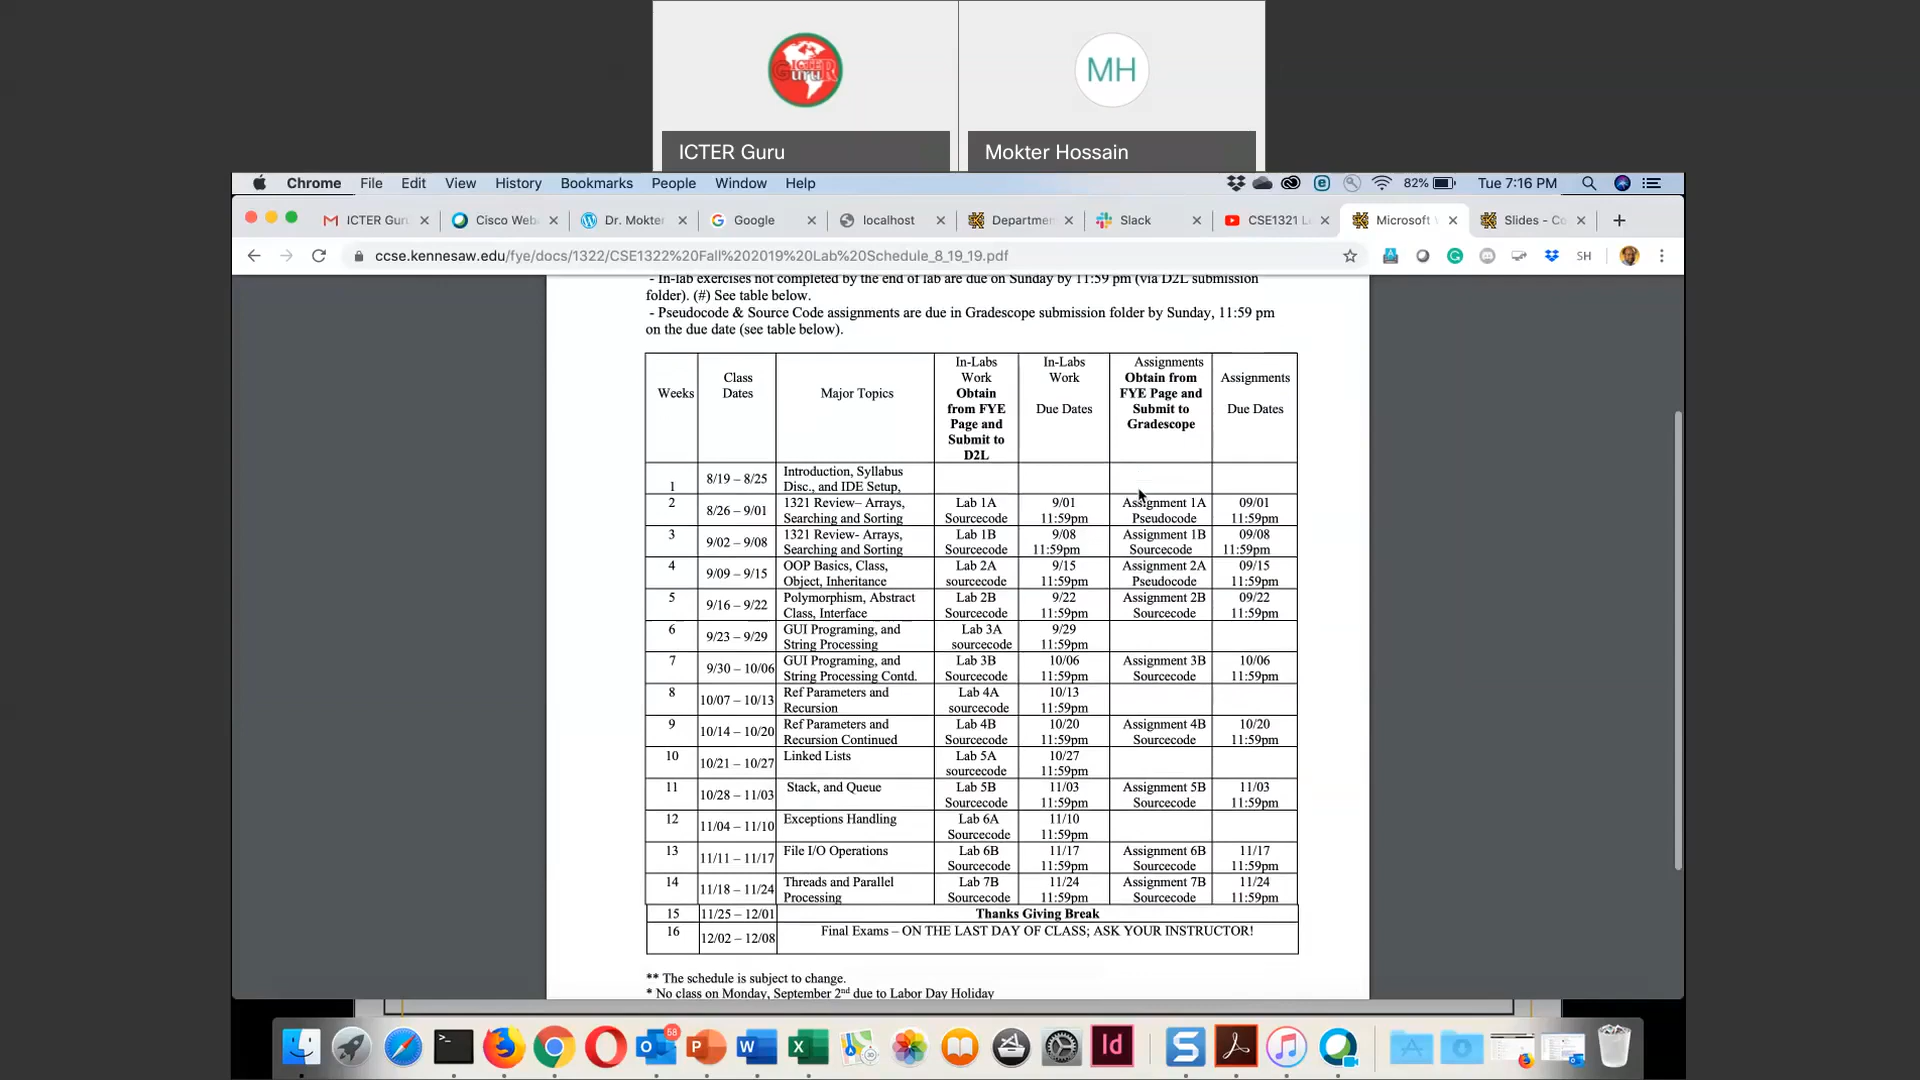 ICTER Guru
MH
Mokter Hossain
Chrome File Edit View History Bookmarks People Window Help 82% Tue 7:16 PM
ICTER Gur Cisco Web Dr. Mokter Google localhost Departmen Slack CSE1321 L Microsoft Slides - Co
ccse.kennesaw.edu/fye/docs/1322/CSE1322%20Fall%202019%20Lab%20Schedule_8_19_19.pdf SH
- In-lab exercises not completed by the end of lab are due on Sunday by 11:59 pm (via D2L submission
folder). (#) See table below.
- Pseudocode & Source Code assignments are due in Gradescope submission folder by Sunday, 11:59 pm
on the due date (see table below).
Weeks
Class
Dates
Major Topics
In-Labs
Work
Obtain
from FYE
Page and
Submit to
D2L
In-Labs
Work
Due Dates
Assignments
Obtain from
FYE Page and
Submit to
Gradescope
Assignments
Due Dates
1 8/19 – 8/25 Introduction, Syllabus
Disc., and IDE Setup,
2 8/26 – 9/01 1321 Review– Arrays, Lab 1A 9/01 Assignment 1A 09/01
Searching and Sorting Sourcecode 11:59pm Pseudocode 11:59pm
3 9/02 – 9/08 1321 Review- Arrays, Lab 1B 9/08 Assignment 1B 09/08
Searching and Sorting Sourcecode 11:59pm Sourcecode 11:59pm
4 9/09 – 9/15 OOP Basics, Class, Lab 2A 9/15 Assignment 2A 09/15
Object, Inheritance sourcecode 11:59pm Pseudocode 11:59pm
5 9/16 – 9/22 Polymorphism, Abstract Lab 2B 9/22 Assignment 2B 09/22
Class, Interface Sourcecode 11:59pm Sourcecode 11:59pm
6 9/23 – 9/29 GUI Programing, and Lab 3A 9/29
String Processing sourcecode 11:59pm
7 9/30 – 10/06 GUI Programing, and Lab 3B 10/06 Assignment 3B 10/06
String Processing Contd. Sourcecode 11:59pm Sourcecode 11:59pm
8 10/07 – 10/13 Ref Parameters and Lab 4A 10/13
Recursion sourcecode 11:59pm
9 10/14 – 10/20 Ref Parameters and Lab 4B 10/20 Assignment 4B 10/20
Recursion Continued Sourcecode 11:59pm Sourcecode 11:59pm
10 10/21 – 10/27 Linked Lists Lab 5A 10/27
sourcecode 11:59pm
11 10/28 – 11/03 Stack, and Queue Lab 5B 11/03 Assignment 5B 11/03
Sourcecode 11:59pm Sourcecode 11:59pm
12 11/04 – 11/10 Exceptions Handling Lab 6A 11/10
Sourcecode 11:59pm
13 11/11 – 11/17 File I/O Operations Lab 6B 11/17 Assignment 6B 11/17
Sourcecode 11:59pm Sourcecode 11:59pm
14 11/18 – 11/24 Threads and Parallel Lab 7B 11/24 Assignment 7B 11/24
Processing Sourcecode 11:59pm Sourcecode 11:59pm
15 11/25 – 12/01 Thanks Giving Break
16 12/02 – 12/08 Final Exams – ON THE LAST DAY OF CLASS; ASK YOUR INSTRUCTOR!
** The schedule is subject to change.
* No class on Monday, September 2nd due to Labor Day Holiday
58
Id